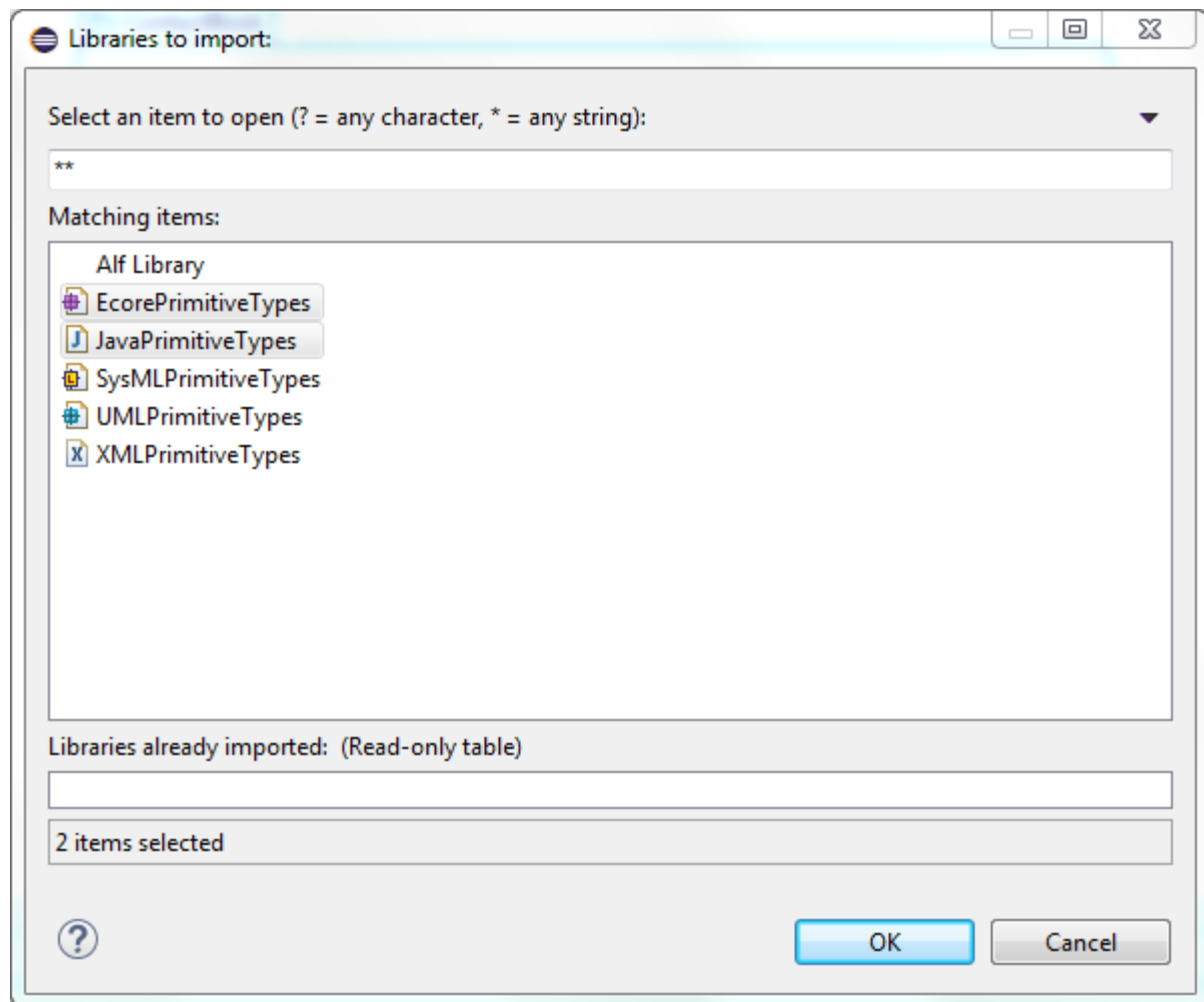 Libraries to import:
Select an item to open (? = any character, * = any string):
**
Matching items:
Alf Library
EcorePrimitiveTypes
JavaPrimitiveTypes
SysMLPrimitiveTypes
UMLPrimitiveTypes
XMLPrimitiveTypes
Libraries already imported:  (Read-only table)
2 items selected
OK
Cancel